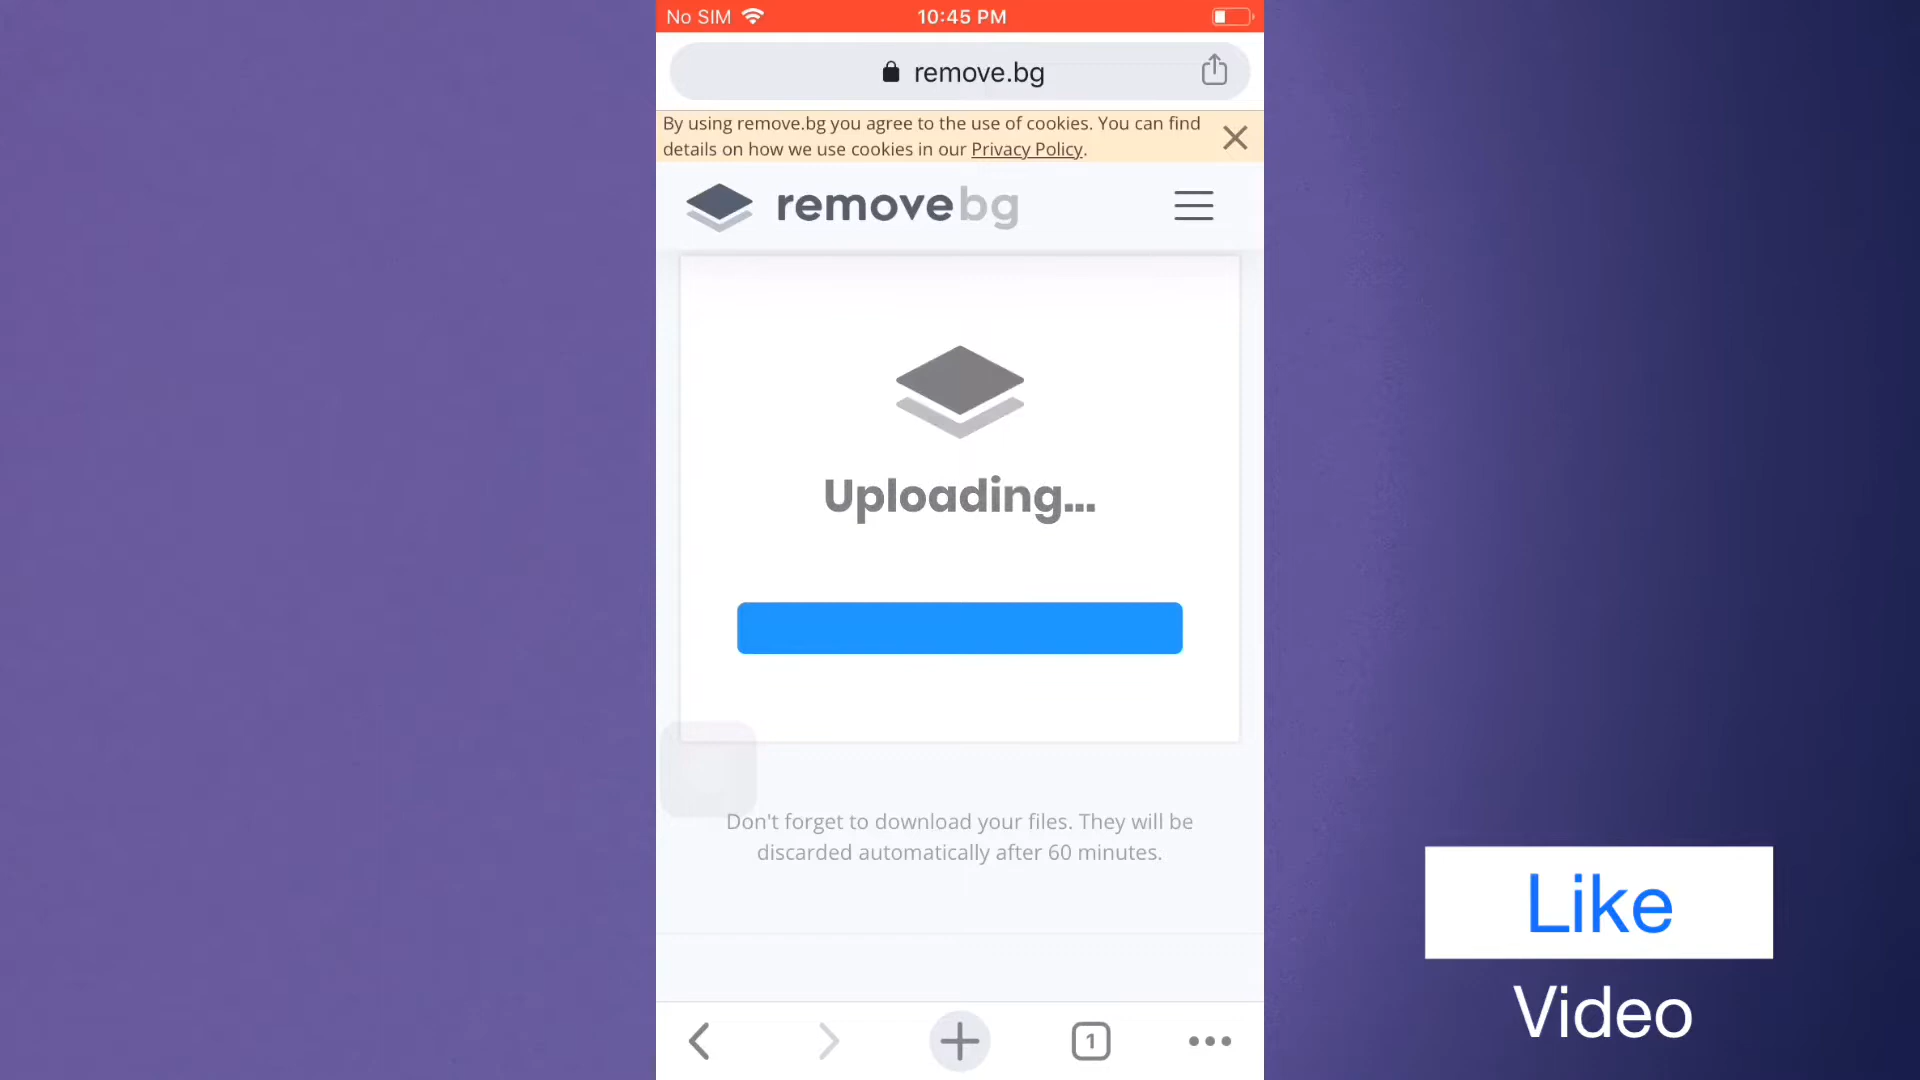 No SIM
10:45 PM
remove.bg
By using remove.bg you agree to the use of cookies. You can find
details on how we use cookies in our Privacy Policy.
removebg
Uploading...
Don't forget to download your files. They will be
discarded automatically after 60 minutes.
Like
Video
1